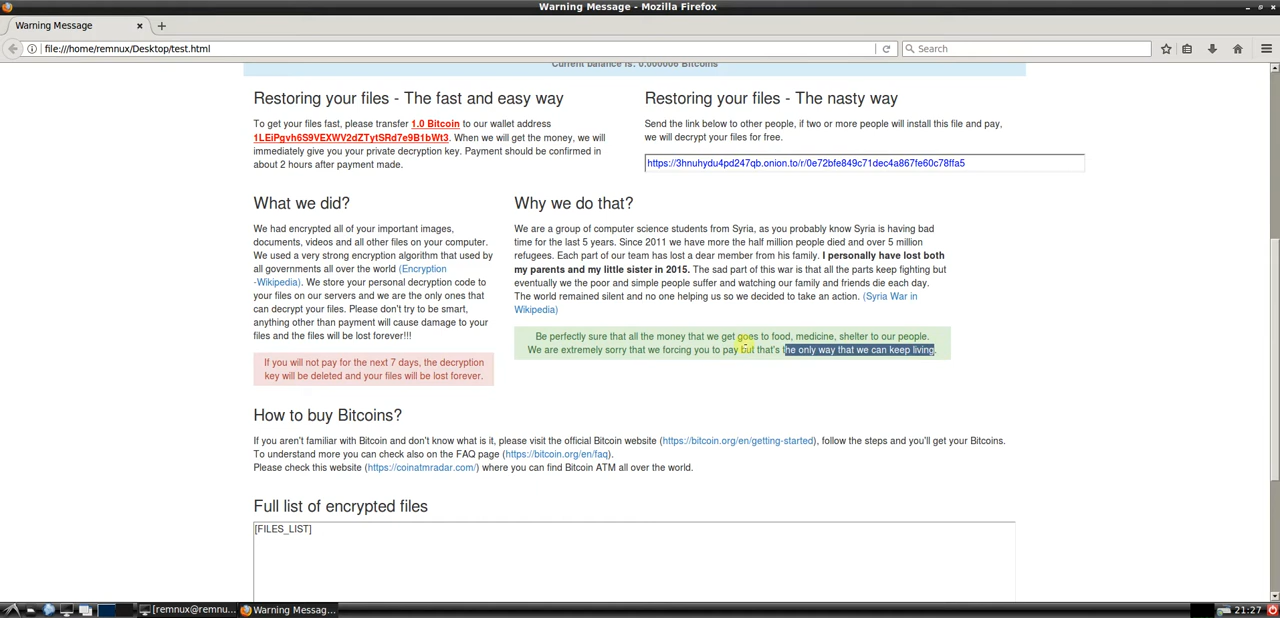 Warning Message - Mozilla Firefox
Warning Message
file:///home/remnux/Desktop/test.html
Search
Current balance is: 0.000006 Bitcoins
Restoring your files - The fast and easy way
To get your files fast, please transfer 1.0 Bitcoin to our wallet address
1LEiPgvh6S9VEXWV2dZTytSRd7e9B1bWt3. When we will get the money, we will
immediately give you your private decryption key. Payment should be confirmed in
about 2 hours after payment made.
Restoring your files - The nasty way
Send the link below to other people, if two or more people will install this file and pay,
we will decrypt your files for free.
https://3hnuhydu4pd247qb.onion.to/r/0e72bfe849c71dec4a867fe60c78ffa5
What we did?
We had encrypted all of your important images,
documents, videos and all other files on your computer.
We used a very strong encryption algorithm that used by
all governments all over the world (Encryption
-Wikipedia). We store your personal decryption code to
your files on our servers and we are the only ones that
can decrypt your files. Please don't try to be smart,
anything other than payment will cause damage to your
files and the files will be lost forever!!!
If you will not pay for the next 7 days, the decryption
key will be deleted and your files will be lost forever.
Why we do that?
We are a group of computer science students from Syria, as you probably know Syria is having bad
time for the last 5 years. Since 2011 we have more the half million people died and over 5 million
refugees. Each part of our team has lost a dear member from his family. I personally have lost both
my parents and my little sister in 2015. The sad part of this war is that all the parts keep fighting but
eventually we the poor and simple people suffer and watching our family and friends die each day.
The world remained silent and no one helping us so we decided to take an action. (Syria War in
Wikipedia)
Be perfectly sure that all the money that we get goes to food, medicine, shelter to our people.
We are extremely sorry that we forcing you to pay but that's the only way that we can keep living.
How to buy Bitcoins?
If you aren't familiar with Bitcoin and don't know what is it, please visit the official Bitcoin website (https://bitcoin.org/en/getting-started), follow the steps and you'll get your Bitcoins.
To understand more you can check also on the FAQ page (https://bitcoin.org/en/faq).
Please check this website (https://coinatmradar.com/) where you can find Bitcoin ATM all over the world.
Full list of encrypted files
[FILES_LIST]
[remnux@remnu...
Warning Messag...
21:27